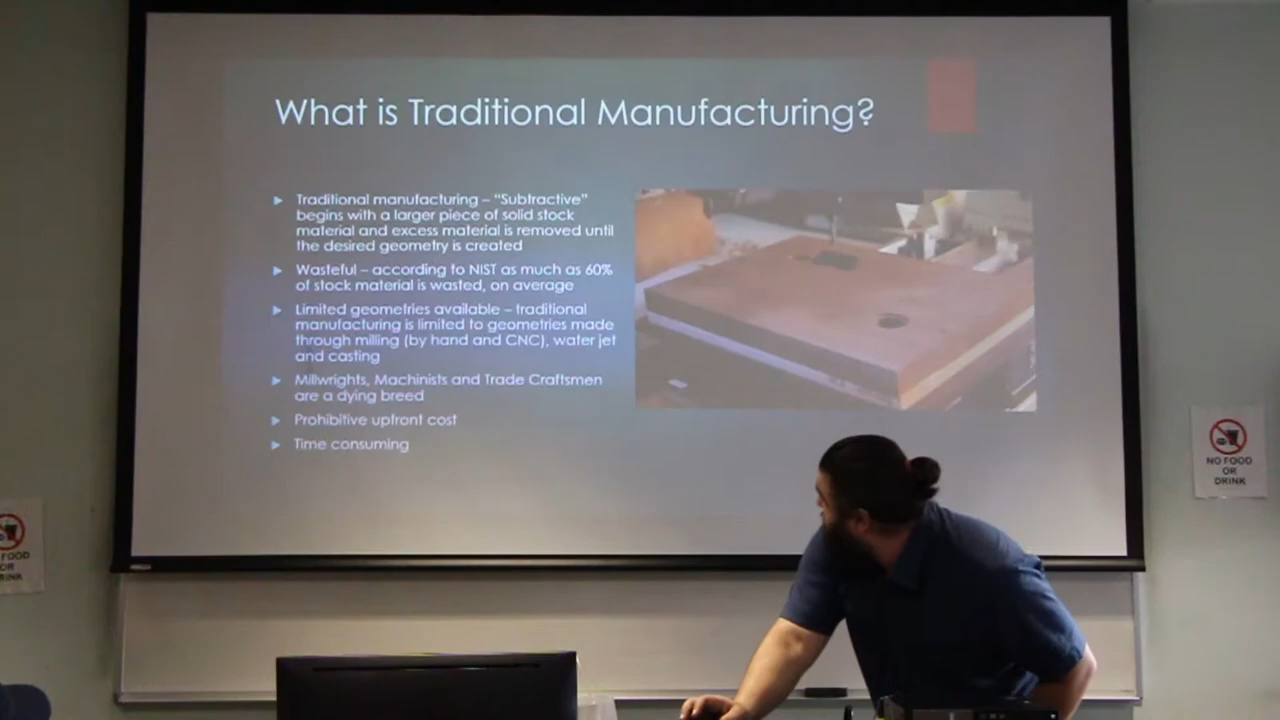 What is Traditional Manufacturing?
Traditional manufacturing – “Subtractive”
begins with a larger piece of solid stock
material and excess material is removed until
the desired geometry is created
Wasteful – according to NIST as much as 60%
of stock material is wasted, on average
Limited geometries available – traditional
manufacturing is limited to geometries made
through milling (by hand and CNC), water jet
and casting
Millwrights, Machinists and Trade Craftsmen
are a dying breed
Prohibitive upfront cost
Time consuming
NO FOOD
OR
DRINK
FOOD
OR
RINK